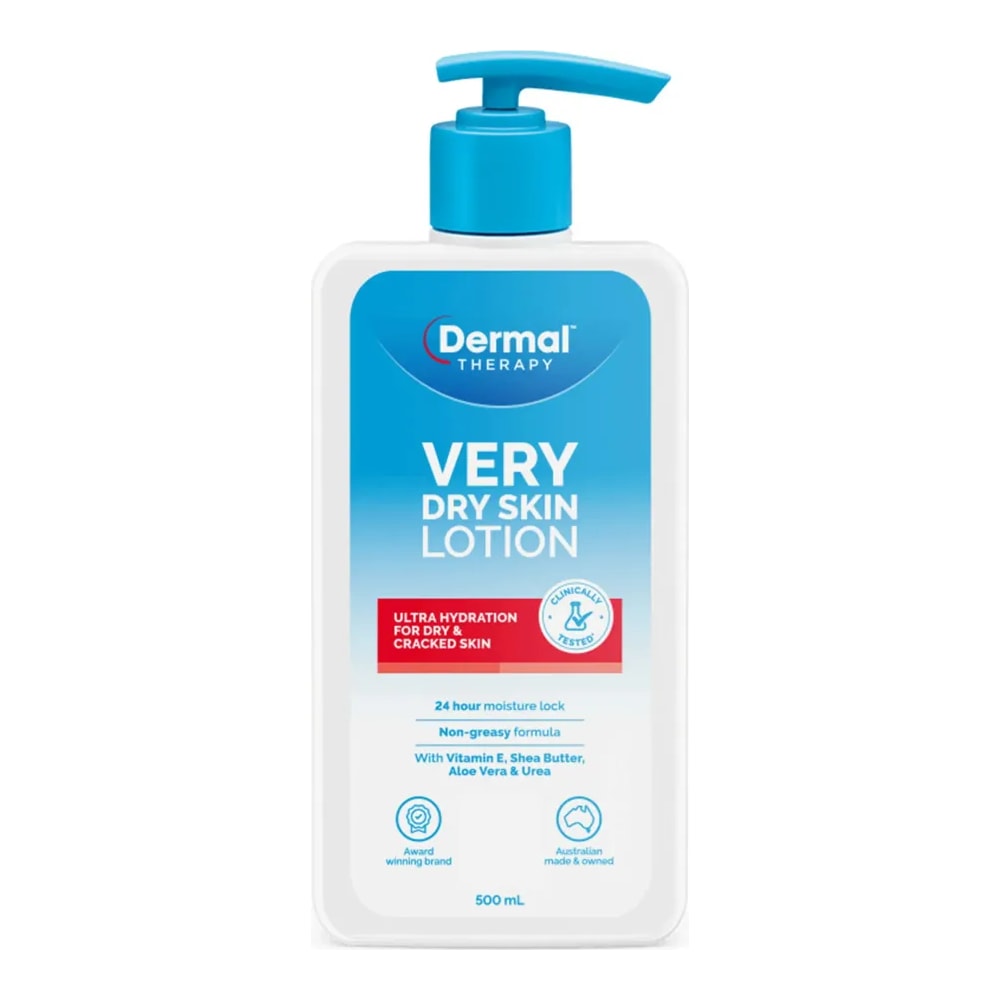 Dermal™
THERAPY
VERY
DRY SKIN
LOTION
ULTRA HYDRATION
FOR DRY &
CRACKED SKIN
CLINICALLY
TESTED*
24 hour moisture lock
Non-greasy formula
With Vitamin E, Shea Butter,
Aloe Vera & Urea
Award
winning brand
Australian
made & owned
500 mL